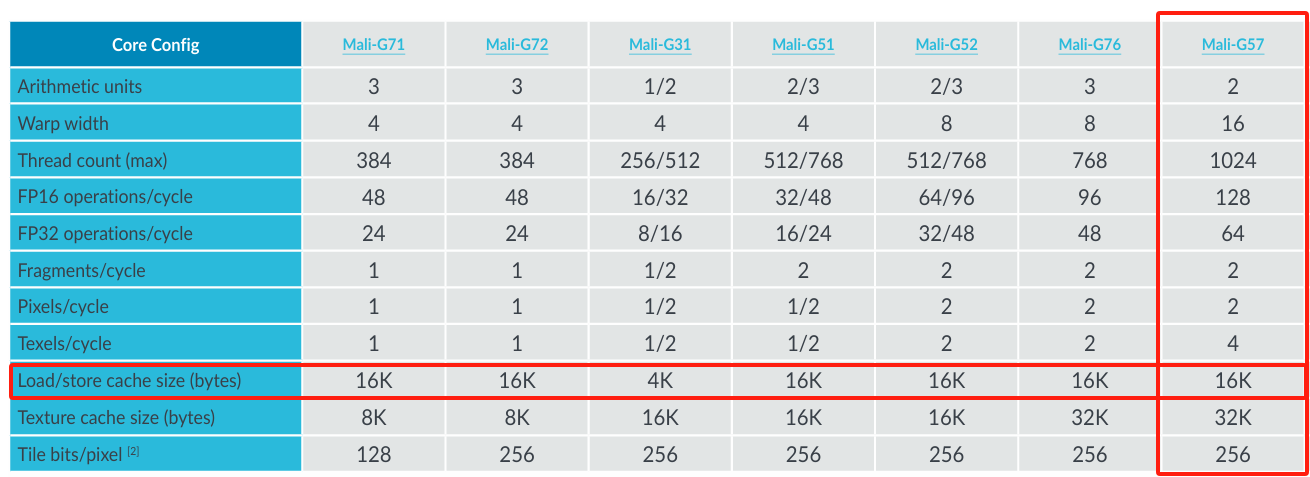 Core Config Mali-G71 Mali-G72 Mali-G31 Mali-G51 Mali-G52 Mali-G76 Mali-G57
Arithmetic units 3 3 1/2 2/3 2/3 3 2
Warp width 4 4 4 4 8 8 16
Thread count (max) 384 384 256/512 512/768 512/768 768 1024
FP16 operations/cycle 48 48 16/32 32/48 64/96 96 128
FP32 operations/cycle 24 24 8/16 16/24 32/48 48 64
Fragments/cycle 1 1 1/2 2 2 2 2
Pixels/cycle 1 1 1/2 1/2 2 2 2
Texels/cycle 1 1 1/2 1/2 2 2 4
Load/store cache size (bytes) 16K 16K 4K 16K 16K 16K 16K
Texture cache size (bytes) 8K 8K 16K 16K 16K 32K 32K
Tile bits/pixel [2] 128 256 256 256 256 256 256